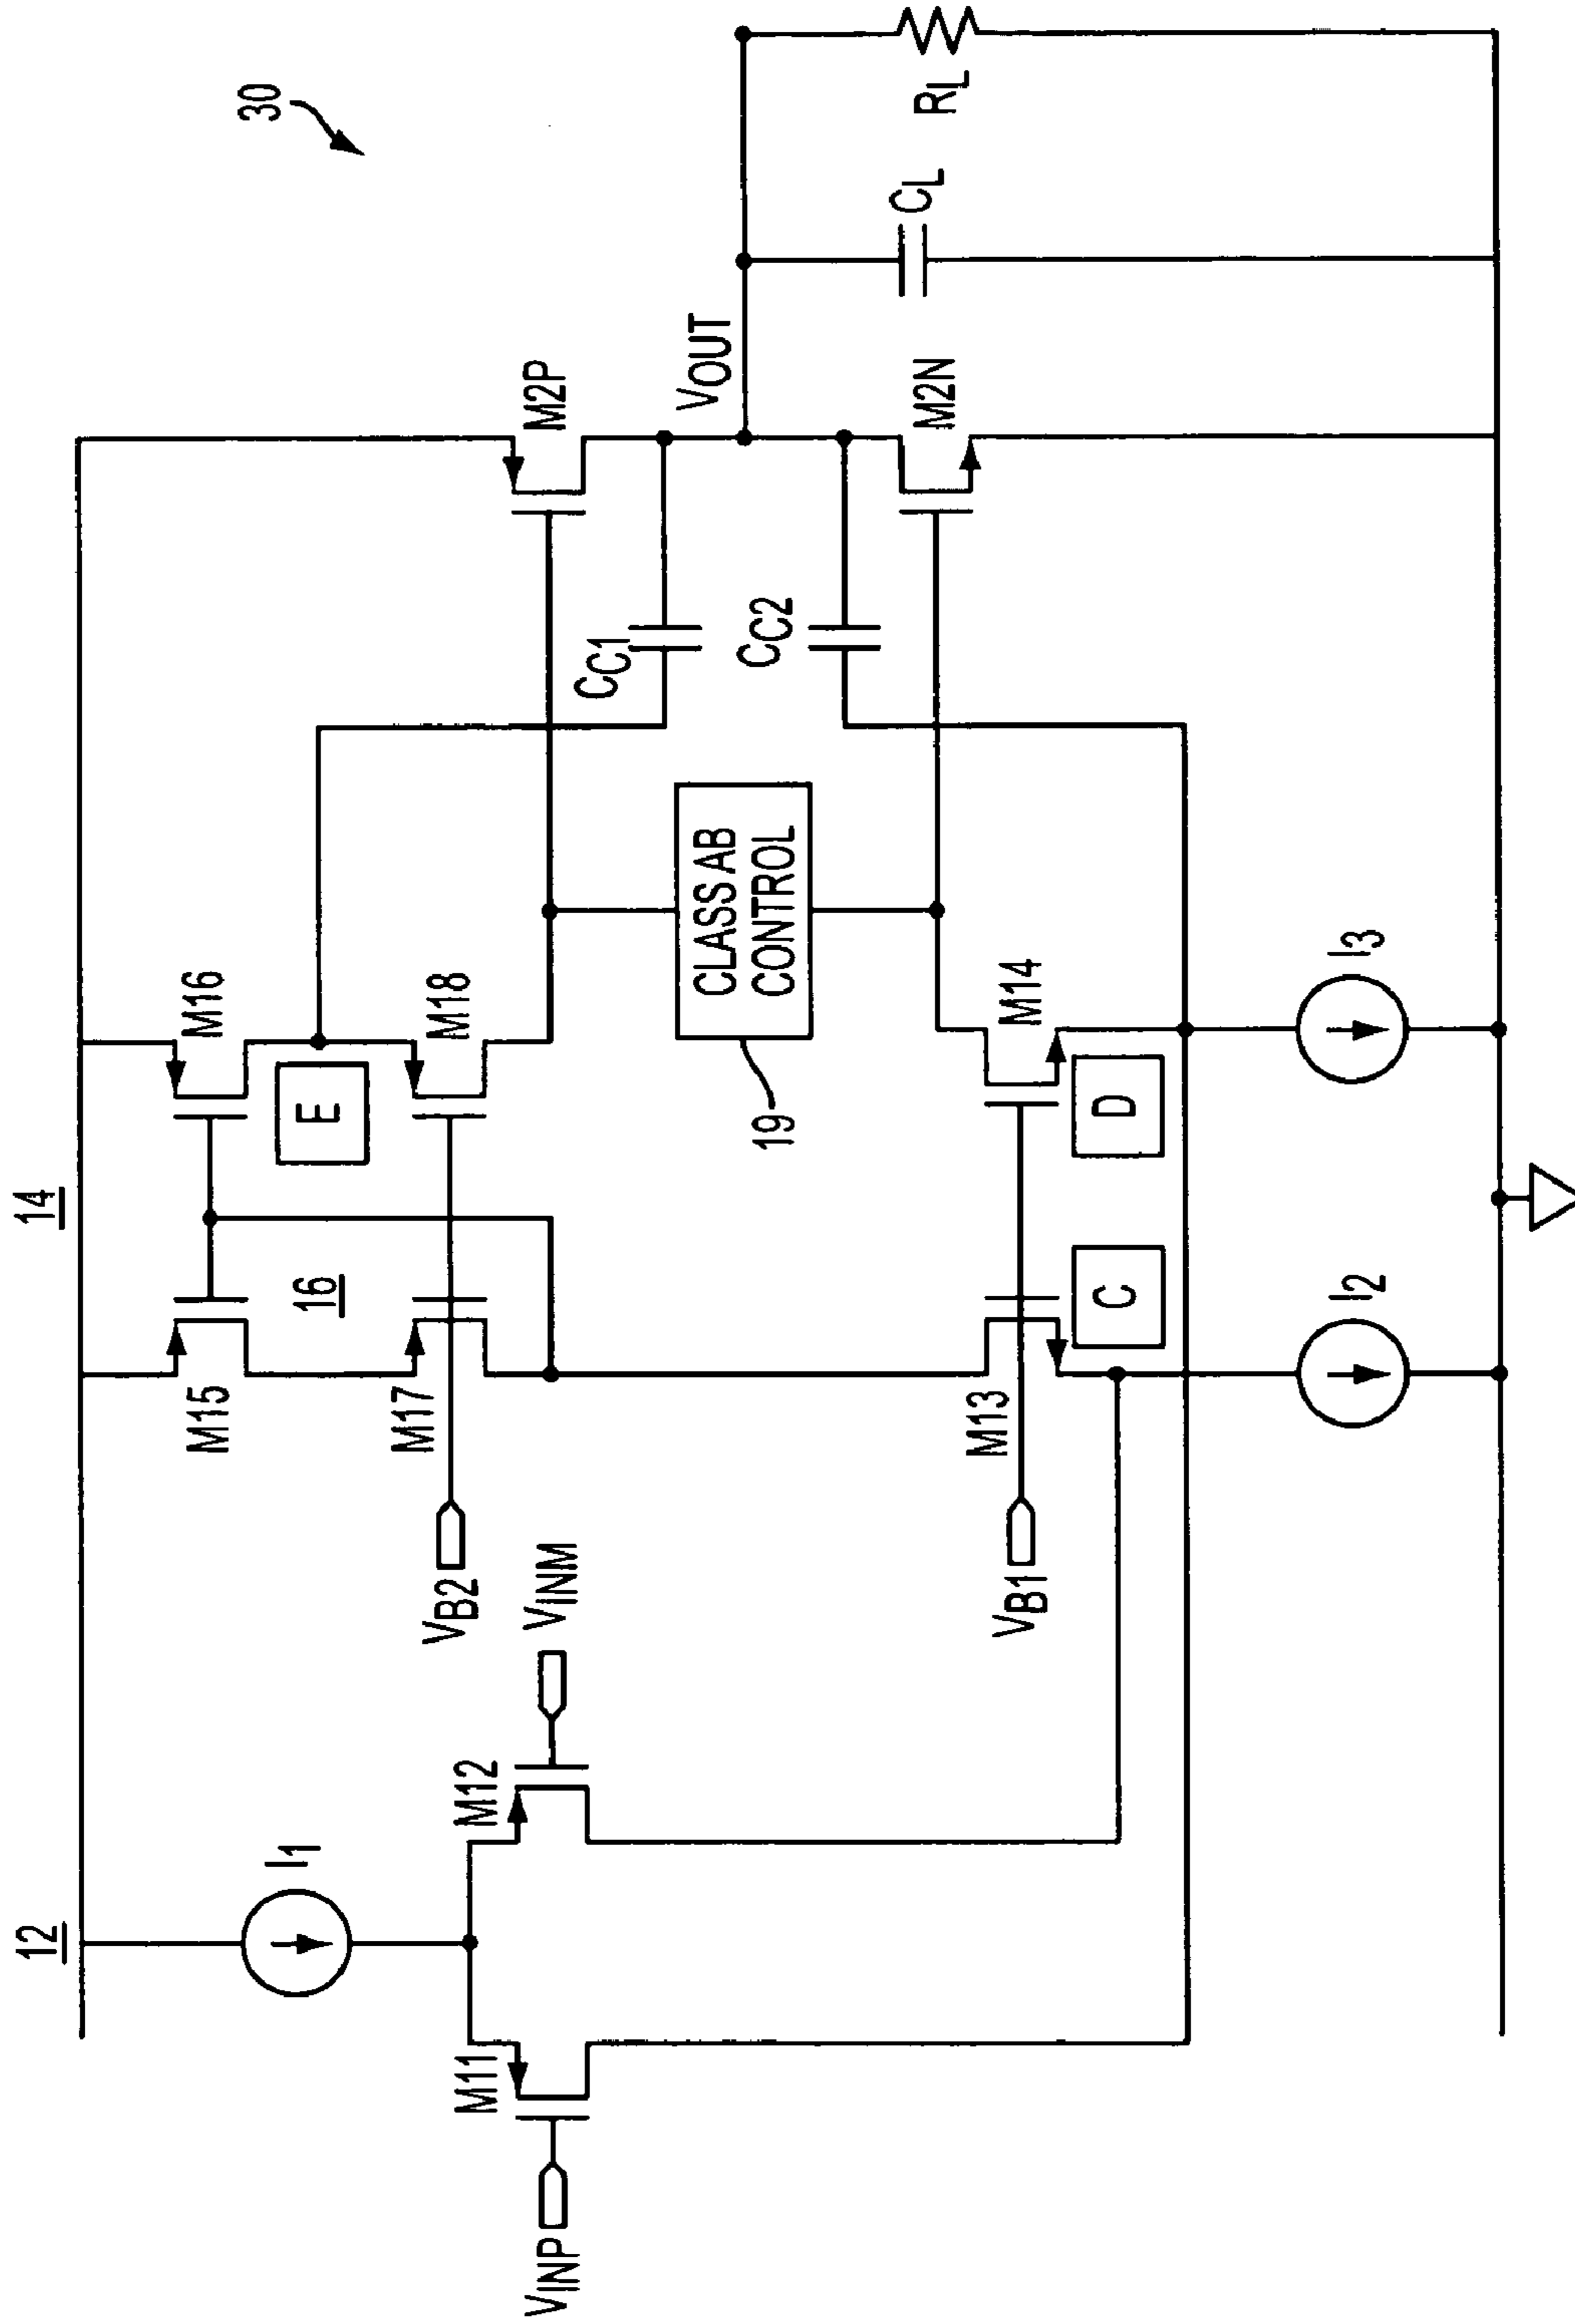 30
12
14
I1
M11
M12
VINP
VINM
VB2
VB1
M15
16
M16
M17
M18
E
M13
M14
C
D
CLASS AB
CONTROL
19
CC1
CC2
M2P
M2N
VOUT
CL
RL
I2
I3